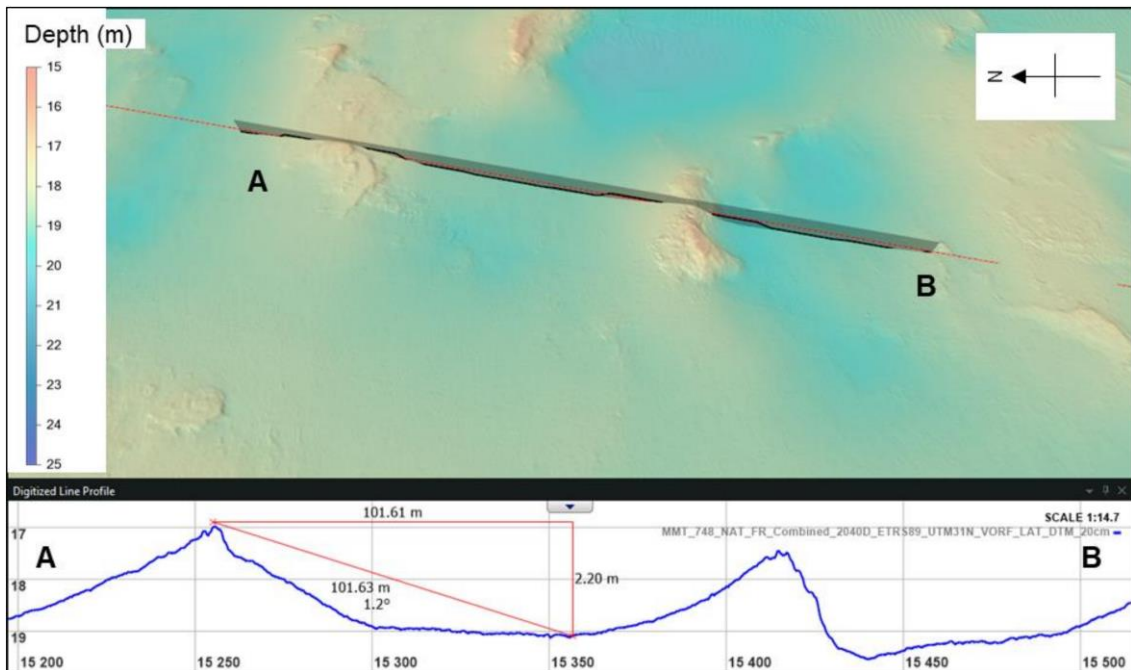 Depth (m)
15
16
17
18
19
20
21
22
23
24
25
N
A
B
Digitized Line Profile
101.61 m
SCALE 1:14.7
MMT_748_NAT_FR_Combined_2040D_ETRS89_UTM31N_VORF_LAT_DTM_20cm
17
A
B
18
101.63 m
1.2°
2.20 m
19
15 200
15 250
15 300
15 350
15 400
15 450
15 500